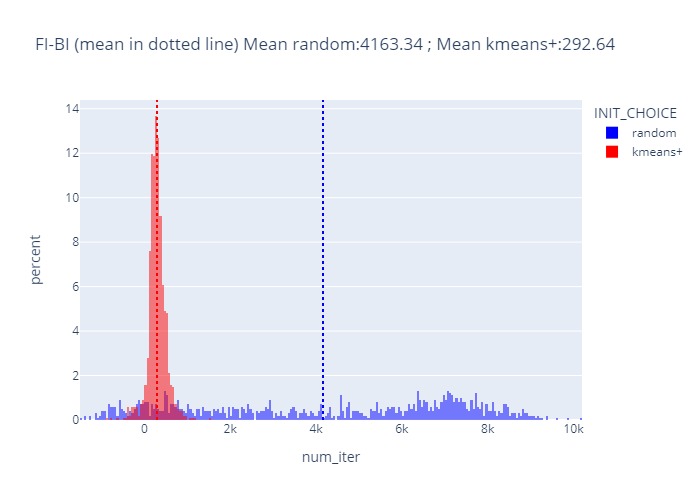 FI-BI (mean in dotted line) Mean random:4163.34 ; Mean kmeans+:292.64
INIT_CHOICE
random
kmeans+
percent
14
12
10
8
6
4
2
0
0
2k
4k
6k
8k
10k
num_iter